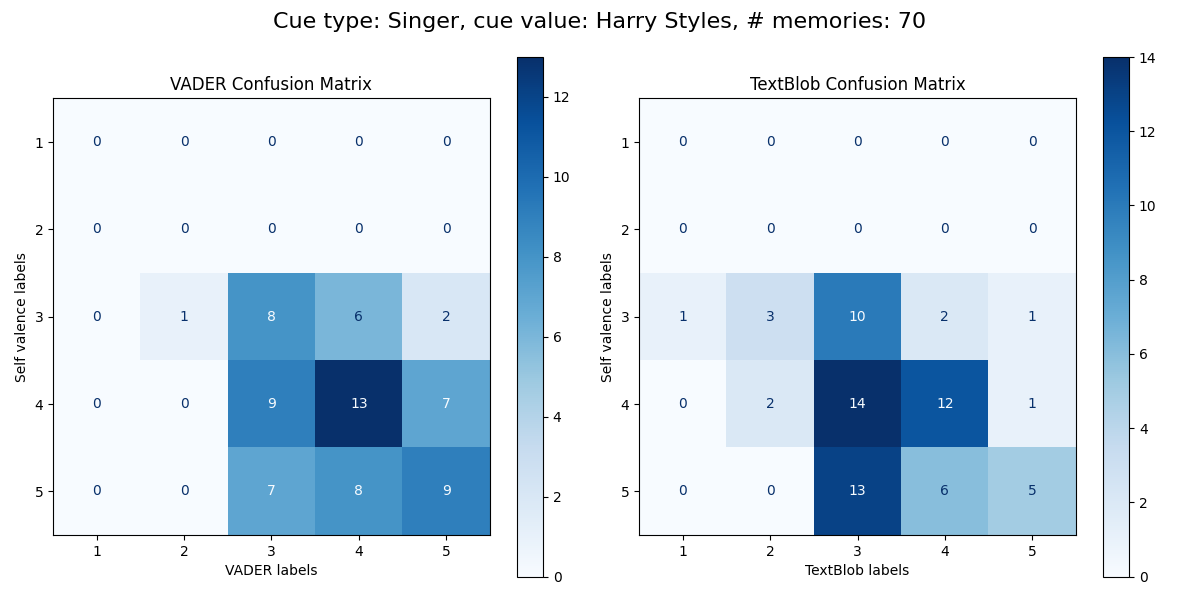 Cue type: Singer, cue value: Harry Styles, # memories: 70
VADER Confusion Matrix
Self valence labels
1 0 0 0 0 0
2 0 0 0 0 0
3 0 1 8 6 2
4 0 0 9 13 7
5 0 0 7 8 9
1 2 3 4 5
VADER labels
12
10
8
6
4
2
0
TextBlob Confusion Matrix
Self valence labels
1 0 0 0 0 0
2 0 0 0 0 0
3 1 3 10 2 1
4 0 2 14 12 1
5 0 0 13 6 5
1 2 3 4 5
TextBlob labels
14
12
10
8
6
4
2
0